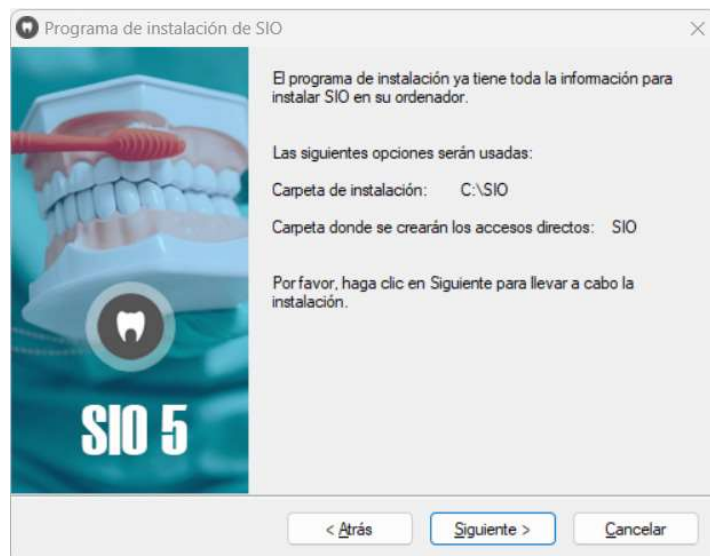 Programa de instalación de SIO
El programa de instalación ya tiene toda la información para
instalar SIO en su ordenador.
Las siguientes opciones serán usadas:
Carpeta de instalación: C:\SIO
Carpeta donde se crearán los accesos directos: SIO
Por favor, haga clic en Siguiente para llevar a cabo la
instalación.
SIO 5
< Atrás
Siguiente >
Cancelar